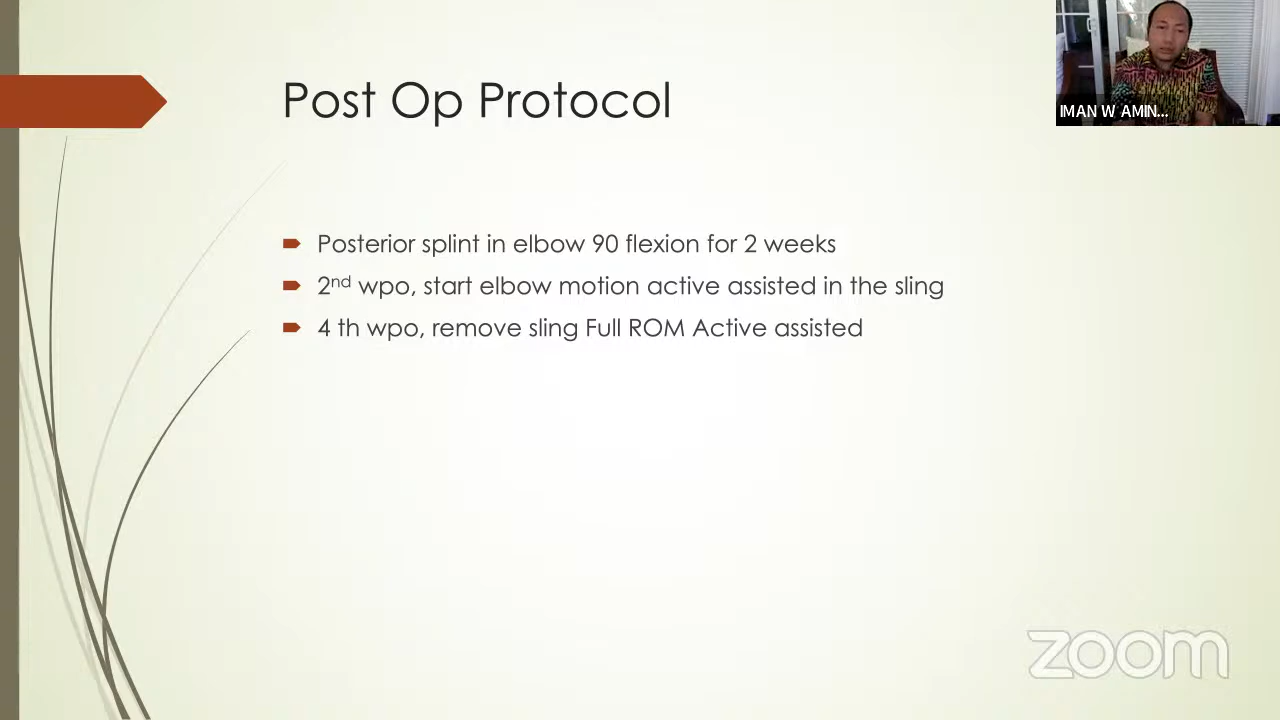 Post Op Protocol
IMAN W AMIN...
Posterior splint in elbow 90 flexion for 2 weeks
2nd wpo, start elbow motion active assisted in the sling
4 th wpo, remove sling Full ROM Active assisted
zoom